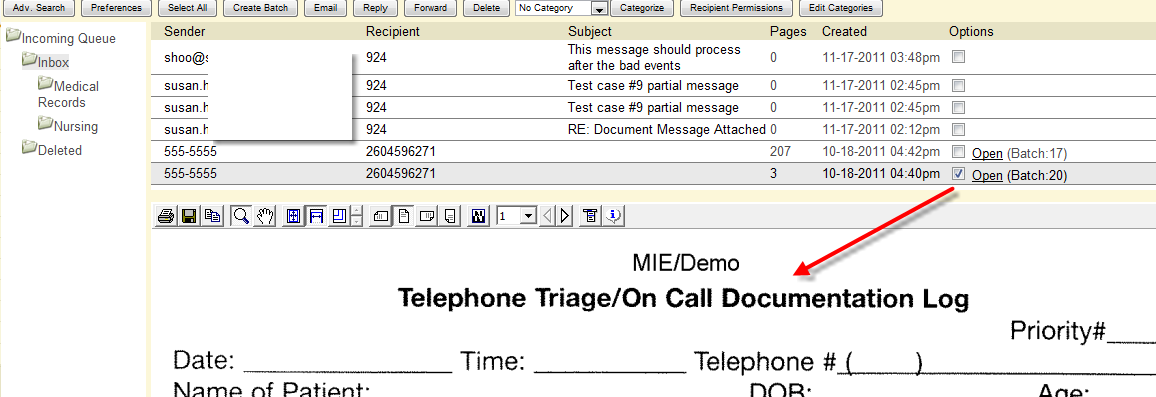 Adv. Search Preferences Select All Create Batch Email Reply Forward Delete No Category Categorize Recipient Permissions Edit Categories
Incoming Queue
Inbox
Medical
Records
Nursing
Deleted
Sender Recipient Subject Pages Created Options
shoo@s 924 This message should process
after the bad events 0 11-17-2011 03:48pm
susan.h 924 Test case #9 partial message 0 11-17-2011 02:45pm
susan.h 924 Test case #9 partial message 0 11-17-2011 02:45pm
susan.h 924 RE: Document Message Attached 0 11-17-2011 02:12pm
555-5555 2604596271 207 10-18-2011 04:42pm Open (Batch:17)
555-5555 2604596271 3 10-18-2011 04:40pm Open (Batch:20)
N 1
MIE/Demo
Telephone Triage/On Call Documentation Log
Priority#
Date: Time: Telephone # ( )
Name of Patient: DOB: Age: